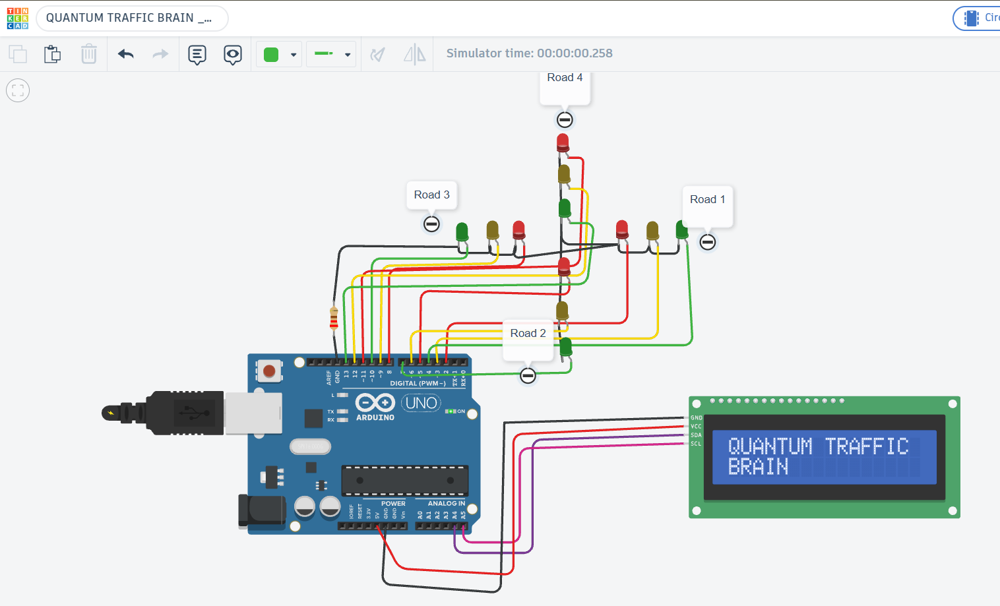 TIN
KER
CAD
QUANTUM TRAFFIC BRAIN _...
Circ
Simulator time: 00:00:00.258
Road 4
Road 3
Road 1
Road 2
AREF
GND
13
12
~11
~10
~9
8
~6
~5
4
~3
2
TX→1
RX←0
DIGITAL (PWM~)
L
TX
RX
ARDUINO
UNO
ON
IOREF
RESET
3.3V
5V
GND
GND
Vin
POWER
ANALOG IN
A0
A1
A2
A3
A4
A5
GND
VCC
SDA
SCL
QUANTUM TRAFFIC
BRAIN